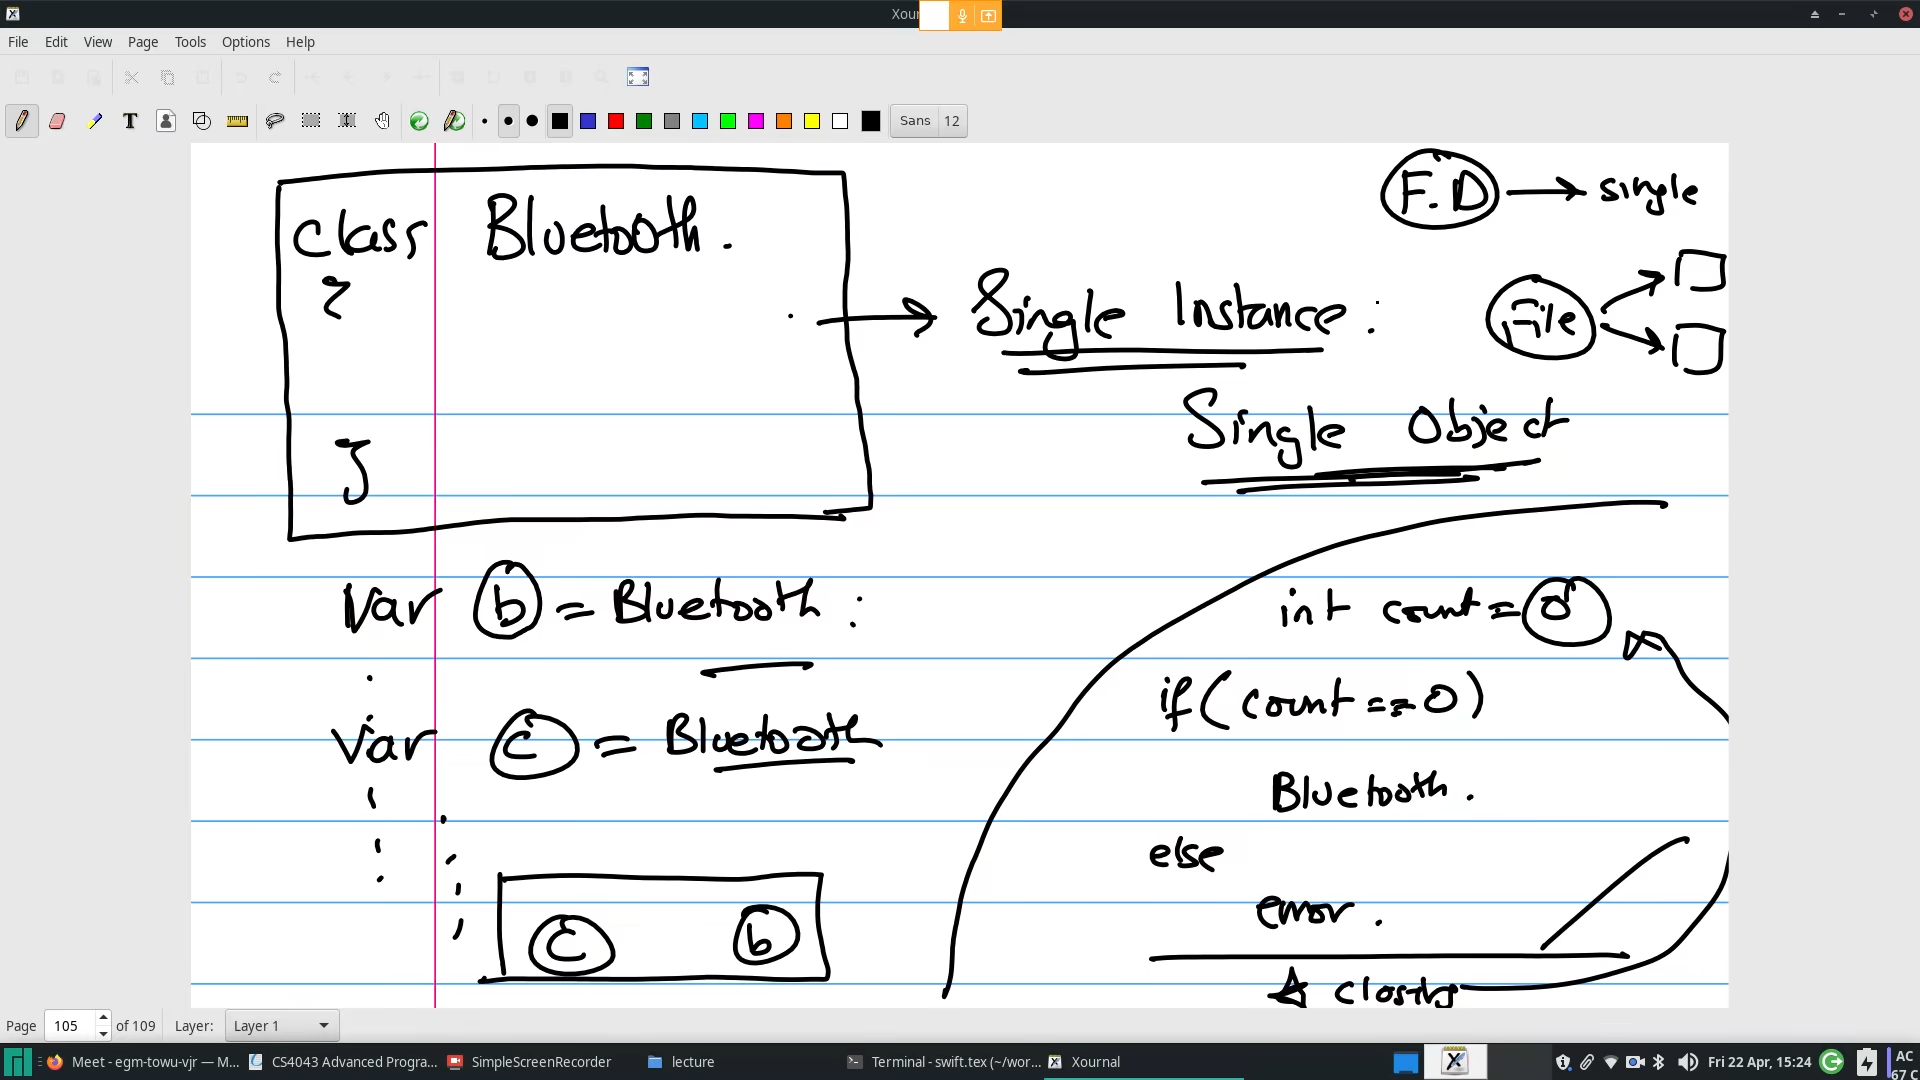 Xour
File Edit View Page Tools Options Help
T
Sans 12
class Bluetooth.
{
}
F.D → single
Single Instance :
File
Single Object
var b = Bluetooth :
var c = Bluetooth
c b
int count = 0
if ( count == 0 )
Bluetooth .
else
error .
closing
Page 105 of 109 Layer: Layer 1
Meet - egm-towu-vjr — M... CS4043 Advanced Progra... SimpleScreenRecorder lecture Terminal - swift.tex (~/wor... Xournal Fri 22 Apr, 15:24 AC
67 C